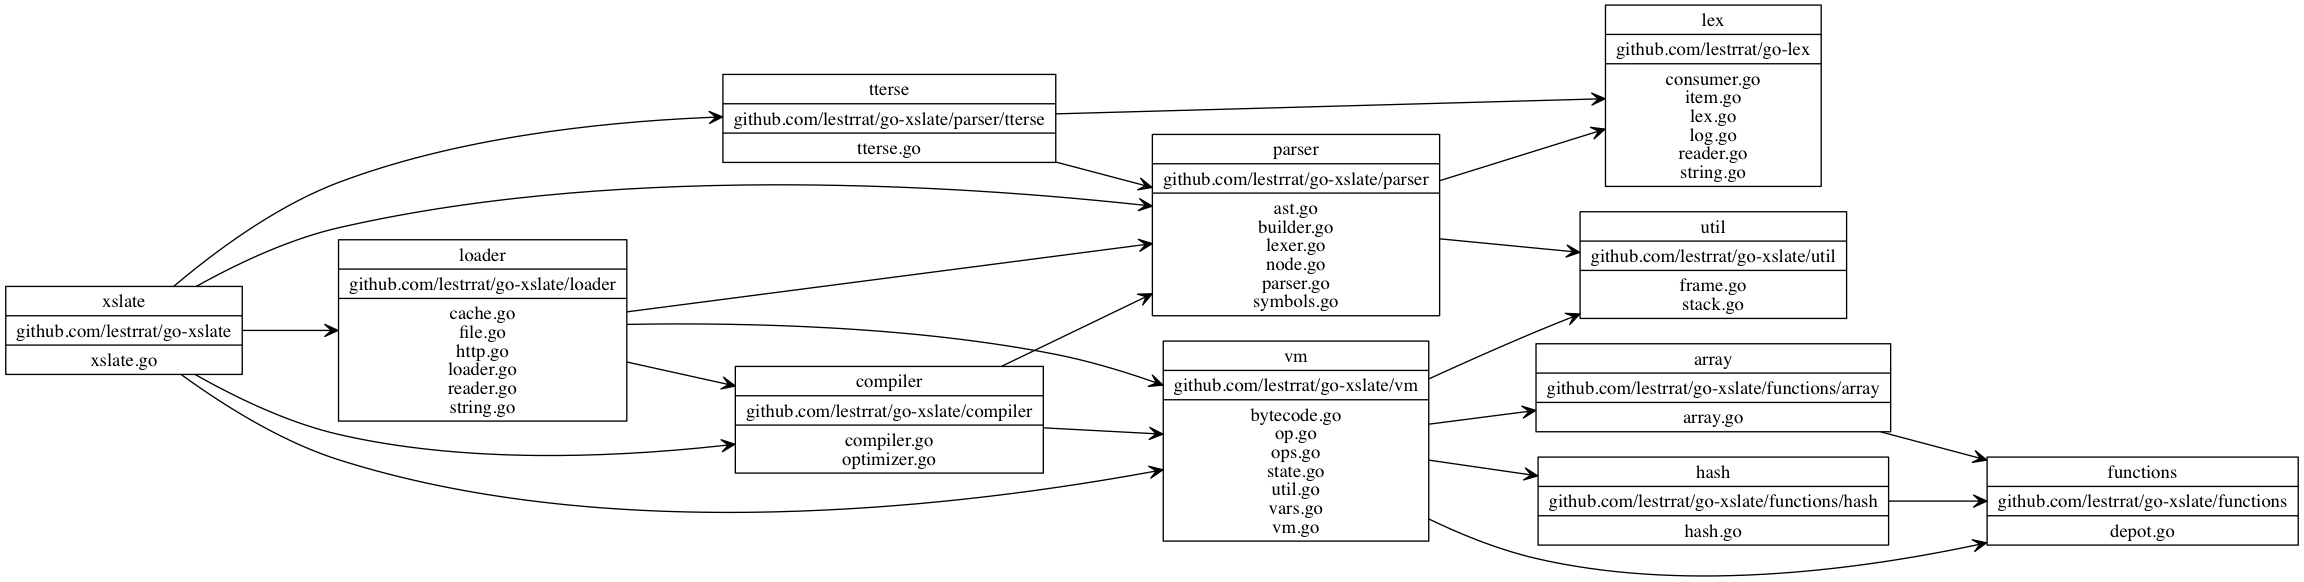 xslate
github.com/lestrrat/go-xslate
xslate.go
loader
github.com/lestrrat/go-xslate/loader
cache.go
file.go
http.go
loader.go
reader.go
string.go
tterse
github.com/lestrrat/go-xslate/parser/tterse
tterse.go
compiler
github.com/lestrrat/go-xslate/compiler
compiler.go
optimizer.go
parser
github.com/lestrrat/go-xslate/parser
ast.go
builder.go
lexer.go
node.go
parser.go
symbols.go
vm
github.com/lestrrat/go-xslate/vm
bytecode.go
op.go
ops.go
state.go
util.go
vars.go
vm.go
lex
github.com/lestrrat/go-lex
consumer.go
item.go
lex.go
log.go
reader.go
string.go
util
github.com/lestrrat/go-xslate/util
frame.go
stack.go
array
github.com/lestrrat/go-xslate/functions/array
array.go
hash
github.com/lestrrat/go-xslate/functions/hash
hash.go
functions
github.com/lestrrat/go-xslate/functions
depot.go